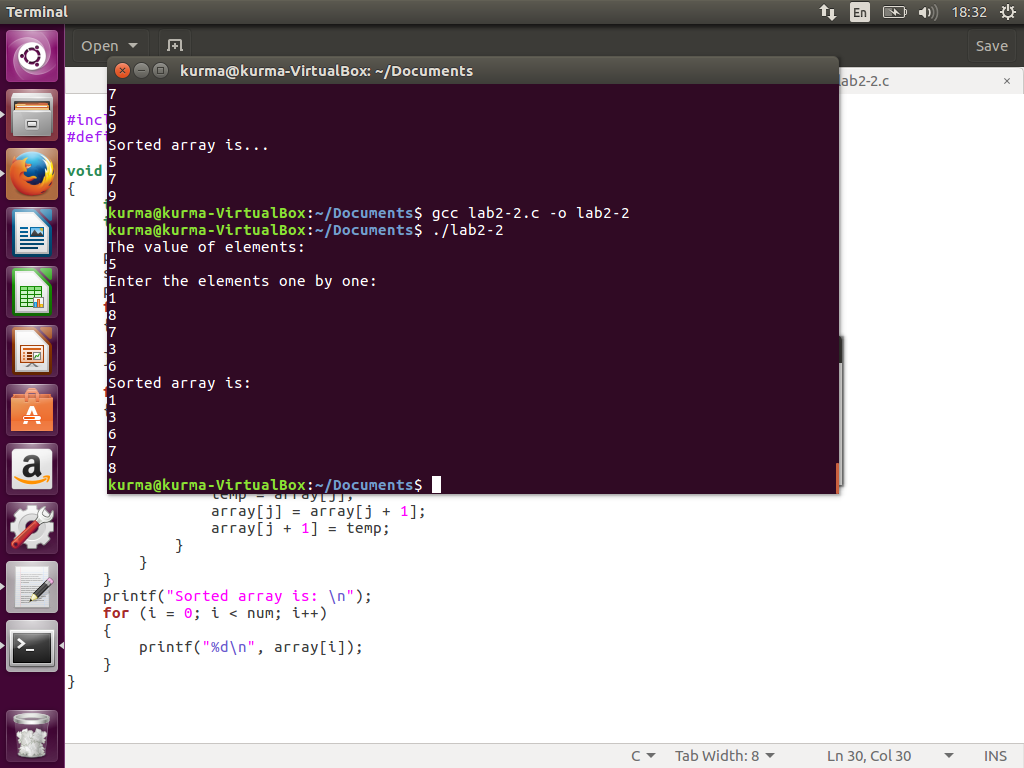 Terminal
En
18:32
Open
Save
kurma@kurma-VirtualBox: ~/Documents
lab2-2.c
×
7
5
9
Sorted array is...
5
7
9
kurma@kurma-VirtualBox:~/Documents$ gcc lab2-2.c -o lab2-2
kurma@kurma-VirtualBox:~/Documents$ ./lab2-2
The value of elements:
5
Enter the elements one by one:
1
8
7
3
6
Sorted array is:
1
3
6
7
8
kurma@kurma-VirtualBox:~/Documents$
#incl
#defi
void
{
temp = array[j];
array[j] = array[j + 1];
array[j + 1] = temp;
}
}
}
printf("Sorted array is: \n");
for (i = 0; i < num; i++)
{
printf("%d\n", array[i]);
}
}
C
Tab Width: 8
Ln 30, Col 30
INS